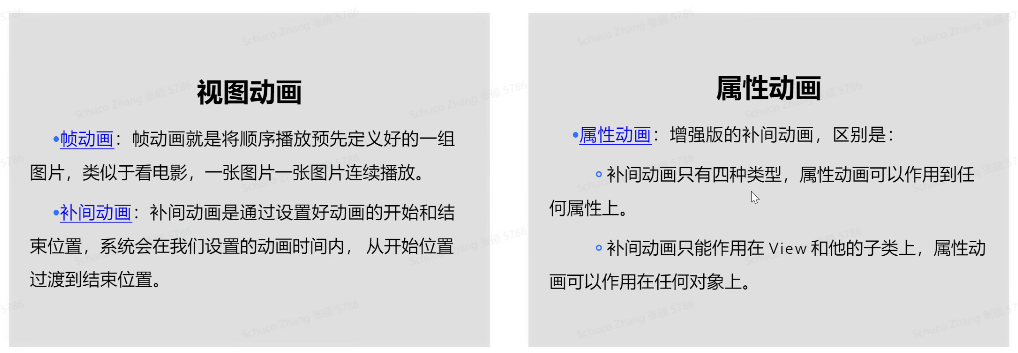 视图动画
•帧动画：帧动画就是将顺序播放预先定义好的一组
图片，类似于看电影，一张图片一张图片连续播放。
•补间动画：补间动画是通过设置好动画的开始和结
束位置，系统会在我们设置的动画时间内， 从开始位置
过渡到结束位置。
属性动画
•属性动画：增强版的补间动画，区别是：
∘补间动画只有四种类型，属性动画可以作用到任
何属性上。
∘补间动画只能作用在 View 和他的子类上，属性动
画可以作用在任何对象上。